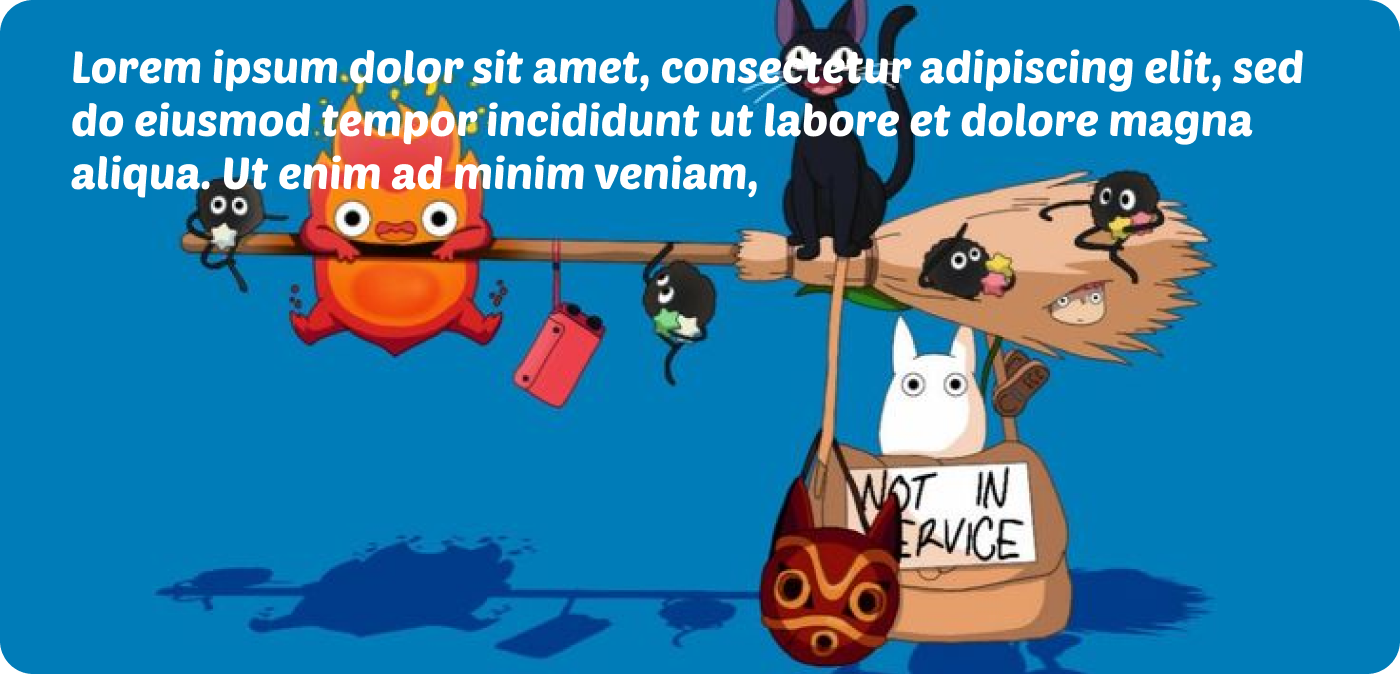 Lorem ipsum dolor sit amet, consectetur adipiscing elit, sed
do eiusmod tempor incididunt ut labore et dolore magna
aliqua. Ut enim ad minim veniam,
NOT IN
SERVICE